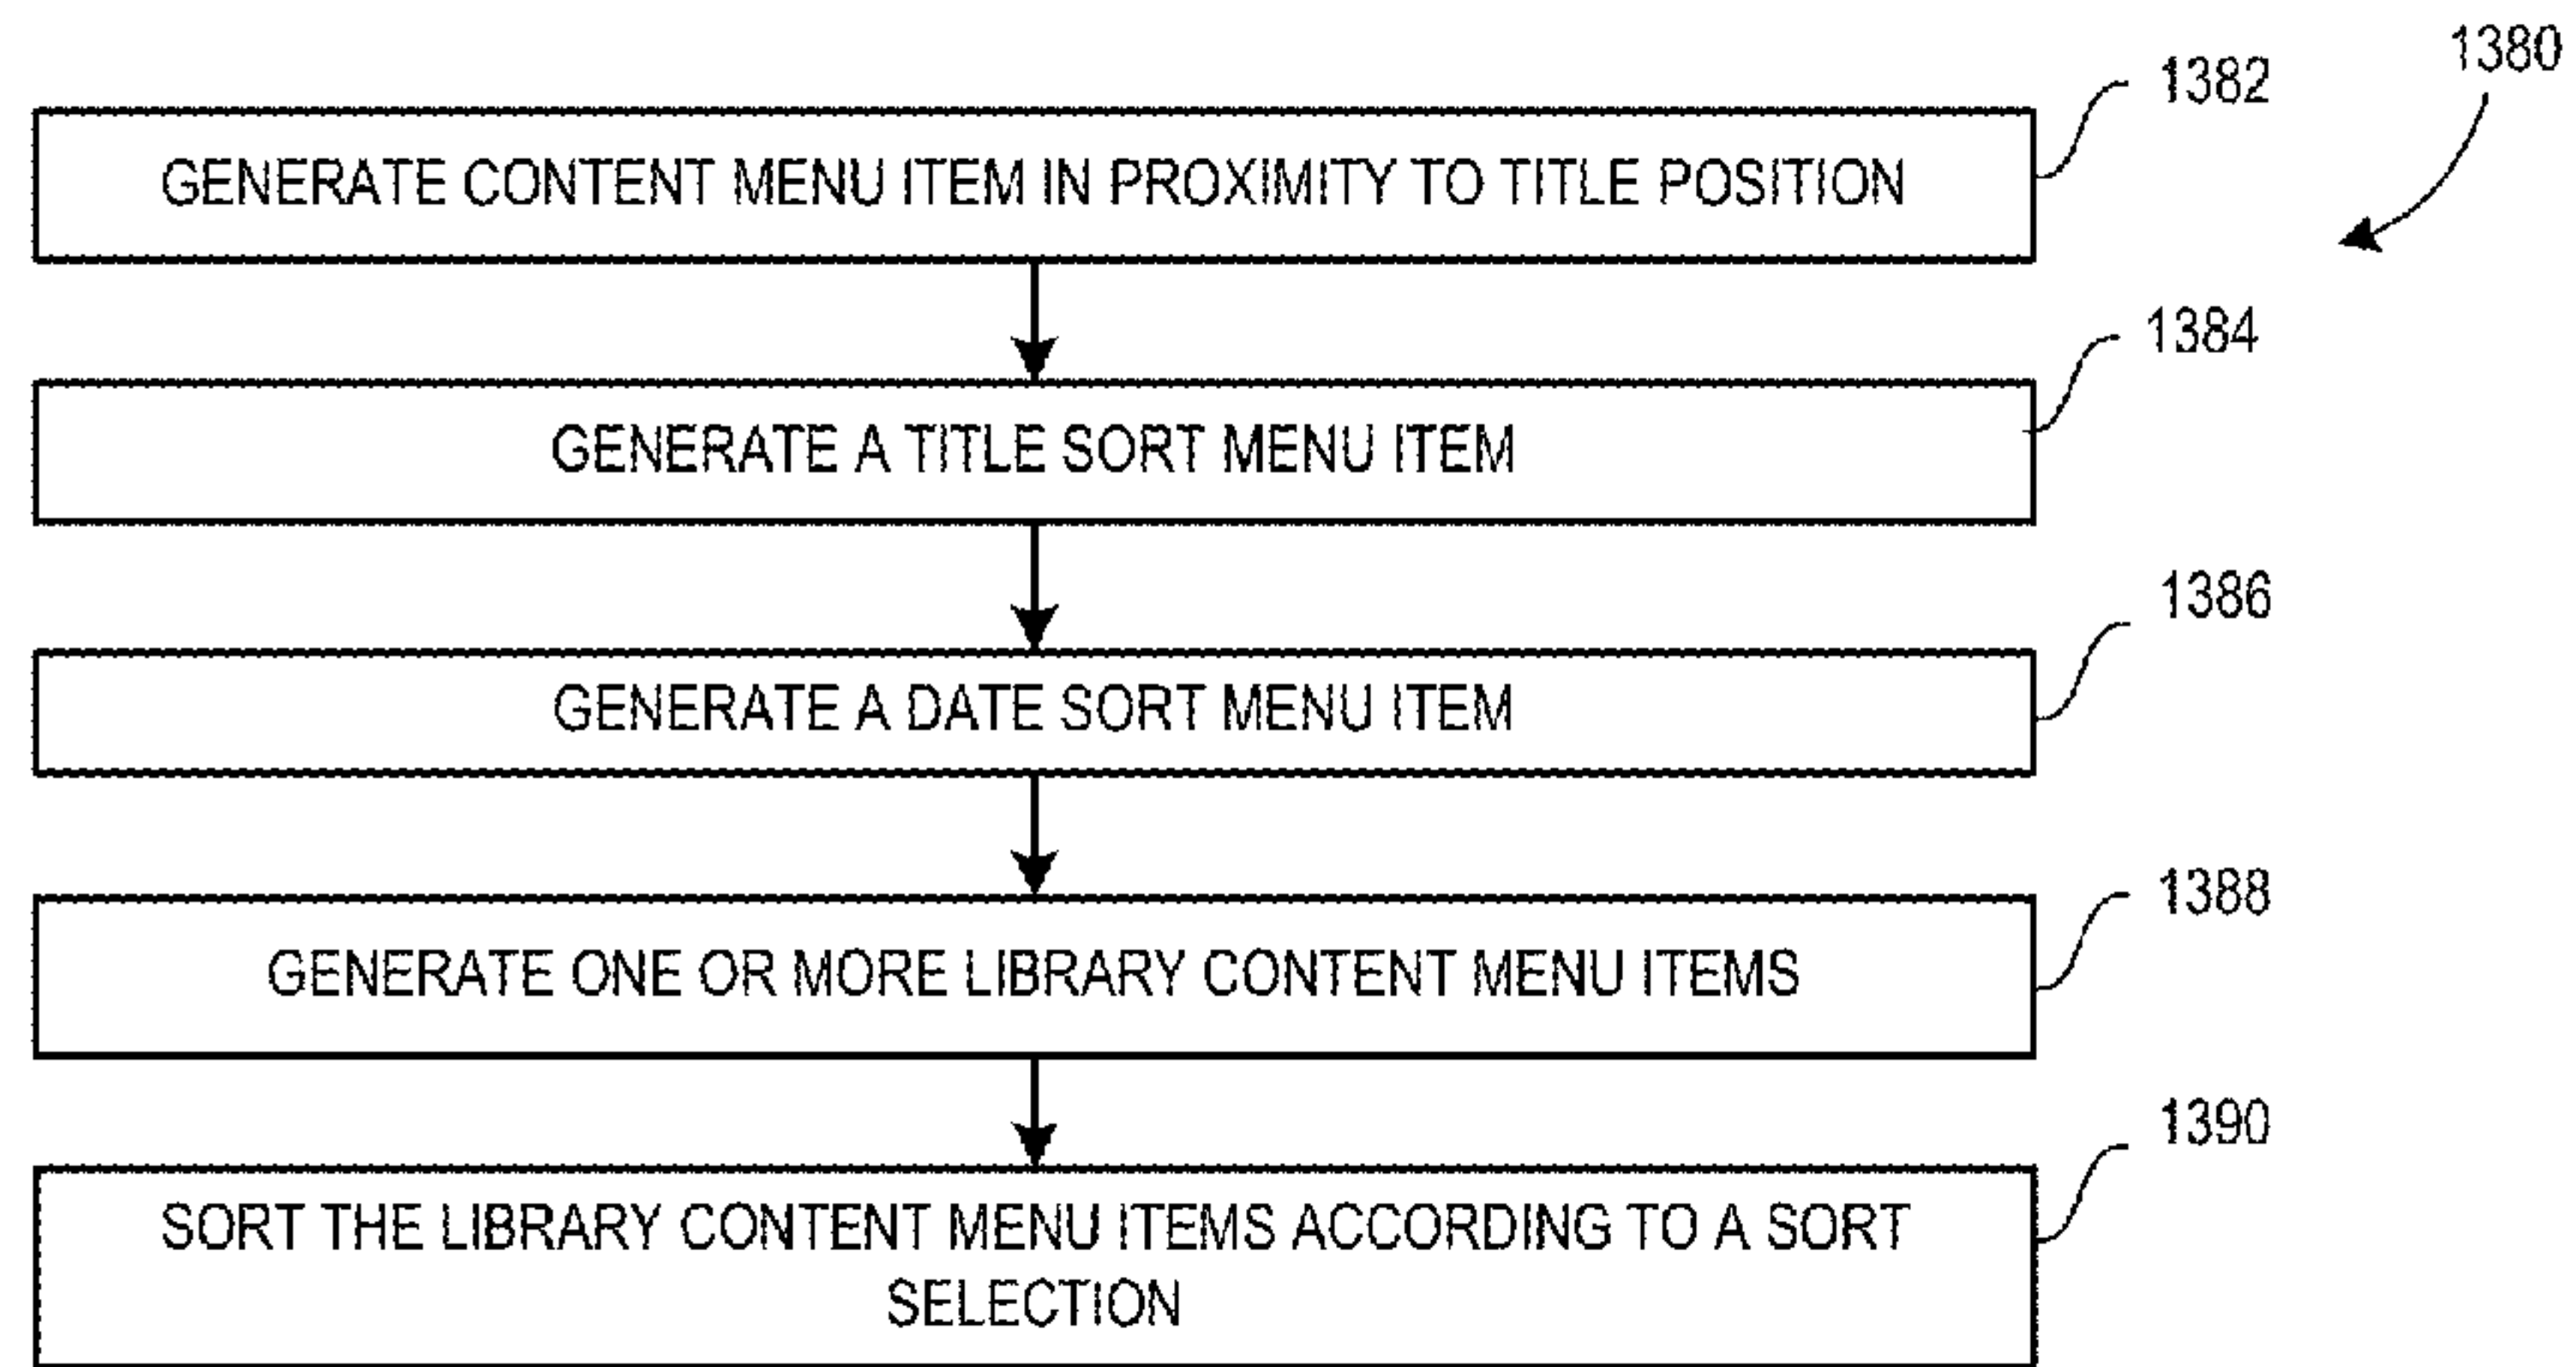 1380
1382
GENERATE CONTENT MENU ITEM IN PROXIMITY TO TITLE POSITION
1384
GENERATE A TITLE SORT MENU ITEM
1386
GENERATE A DATE SORT MENU ITEM
1388
GENERATE ONE OR MORE LIBRARY CONTENT MENU ITEMS
1390
SORT THE LIBRARY CONTENT MENU ITEMS ACCORDING TO A SORT
SELECTION